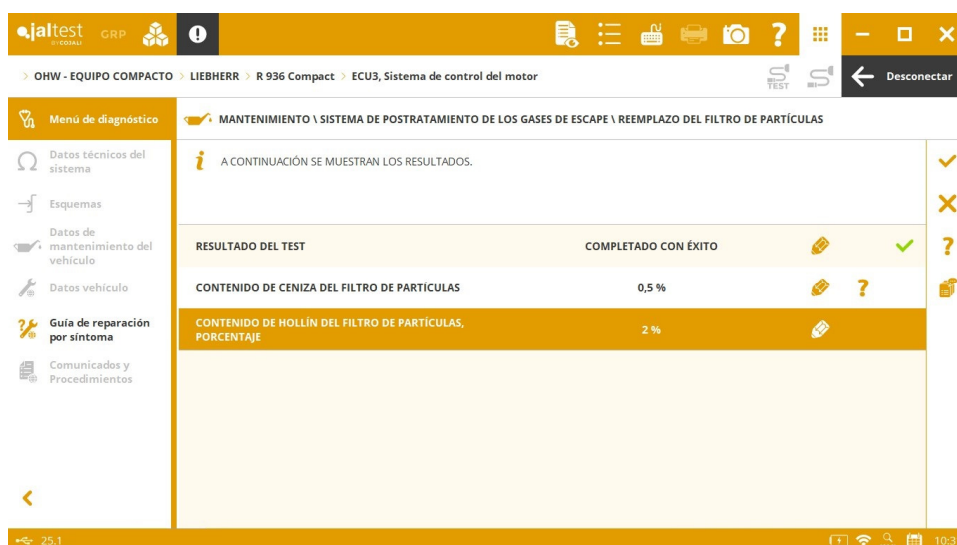 jaltest GRP
BY COJALI
> OHW - EQUIPO COMPACTO > LIEBHERR > R 936 Compact > ECU3, Sistema de control del motor
TEST
Desconectar
Menú de diagnóstico
MANTENIMIENTO \ SISTEMA DE POSTRATAMIENTO DE LOS GASES DE ESCAPE \ REEMPLAZO DEL FILTRO DE PARTÍCULAS
Datos técnicos del
sistema
Esquemas
Datos de
mantenimiento del
vehículo
Datos vehículo
Guía de reparación
por síntoma
Comunicados y
Procedimientos
A CONTINUACIÓN SE MUESTRAN LOS RESULTADOS.
RESULTADO DEL TEST COMPLETADO CON ÉXITO
CONTENIDO DE CENIZA DEL FILTRO DE PARTÍCULAS 0,5 %
CONTENIDO DE HOLLÍN DEL FILTRO DE PARTÍCULAS,
PORCENTAJE 2 %
25.1
10:3